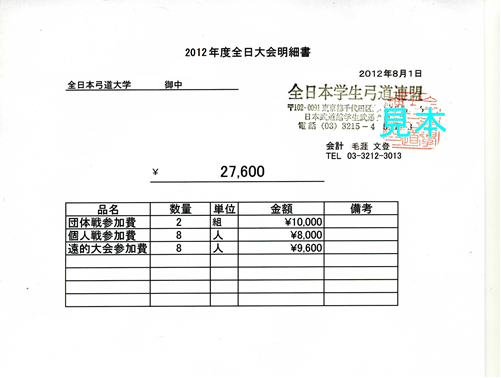 2012年度全日大会明細書
2012年8月1日
全日本弓道大学 御中
全日本学生弓道連盟
〒102-0091 東京都千代田区
日本武道館学生武道
電話 (03) 3215-4
見本
会計 毛涯 文登
TEL 03-3212-3013
¥ 27,600
品名 数量 単位 金額 備考
団体戦参加費 2 組 ¥10,000
個人戦参加費 8 人 ¥8,000
遠的大会参加費 8 人 ¥9,600